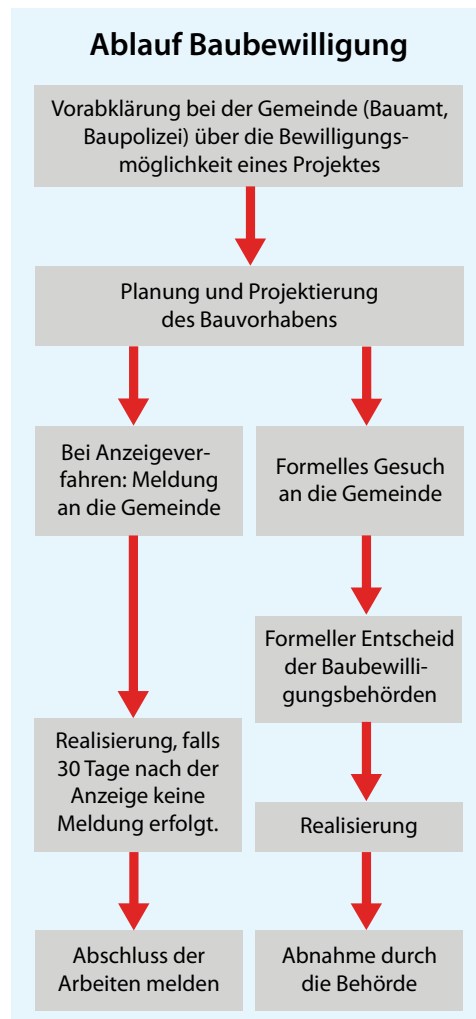 Ablauf Baubewilligung
Vorabklärung bei der Gemeinde (Bauamt,
Baupolizei) über die Bewilligungs-
möglichkeit eines Projektes
Planung und Projektierung
des Bauvorhabens
Bei Anzeigever-
fahren: Meldung
an die Gemeinde
Formelles Gesuch
an die Gemeinde
Formeller Entscheid
der Baubewilli-
gungsbehörden
Realisierung, falls
30 Tage nach der
Anzeige keine
Meldung erfolgt.
Realisierung
Abschluss der
Arbeiten melden
Abnahme durch
die Behörde